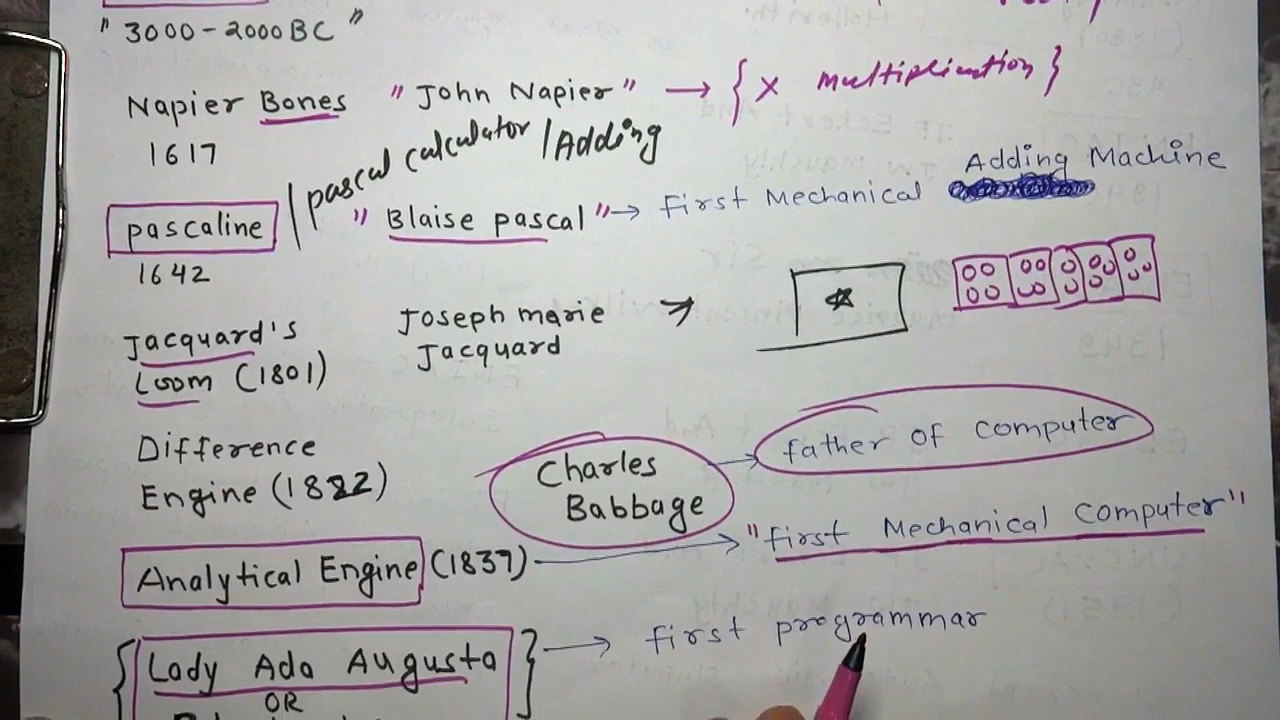 " 3000-2000BC "
Napier Bones " John Napier " → { × multiplication }
1617
pascaline / pascal calculator / Adding
1642
" Blaise pascal " → First Mechanical Adding Machine
Jacquard's
Loom (1801)
Joseph marie
Jacquard
Difference
Engine (1822)
Charles
Babbage
father of computer
Analytical Engine (1837)
"first Mechanical Computer"
{ Lady Ada Augusta } → first programmar
OR